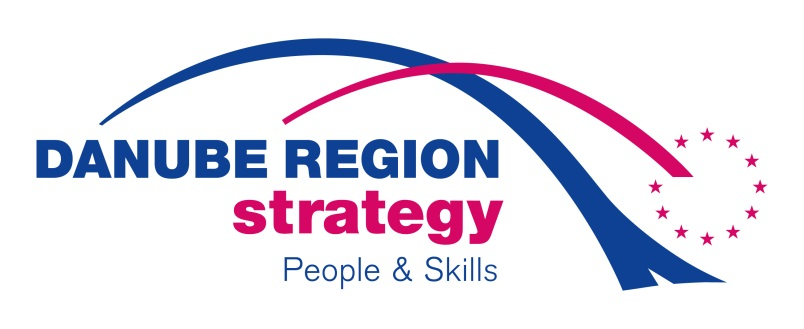 DANUBE REGION
strategy
People & Skills